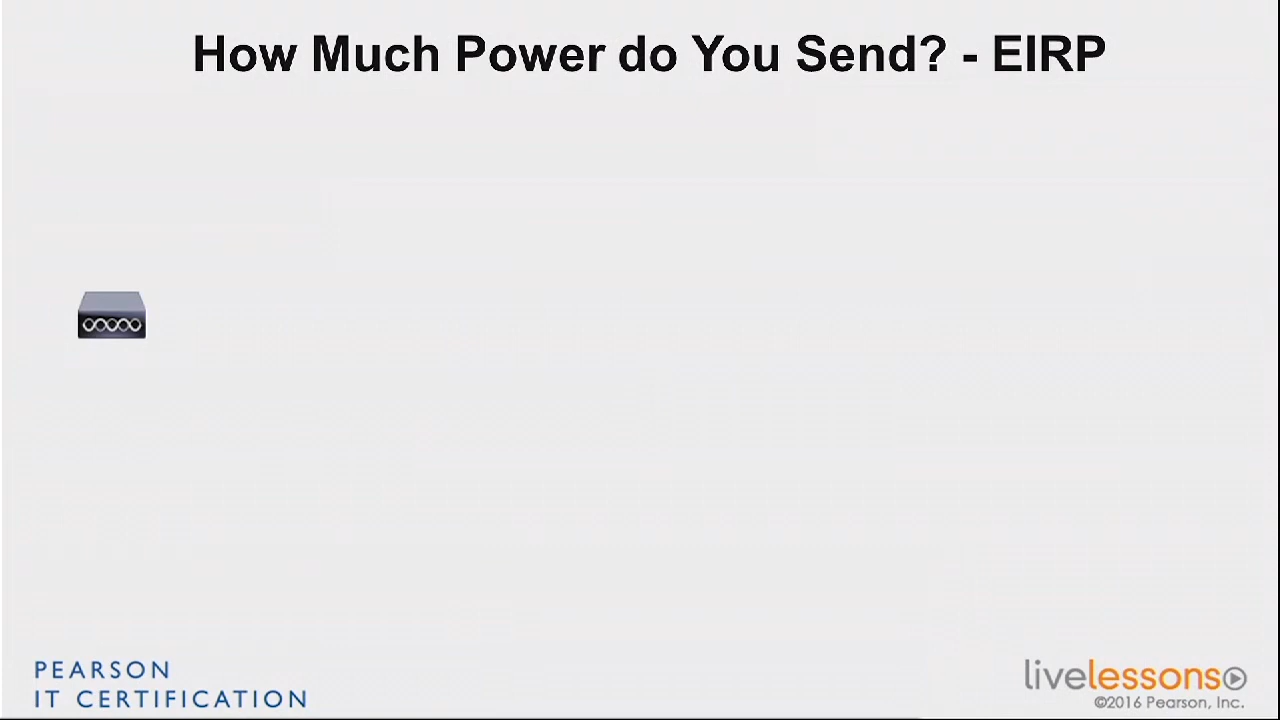 How Much Power do You Send? - EIRP
PEARSON
IT CERTIFICATION
livelessons
©2016 Pearson, Inc.